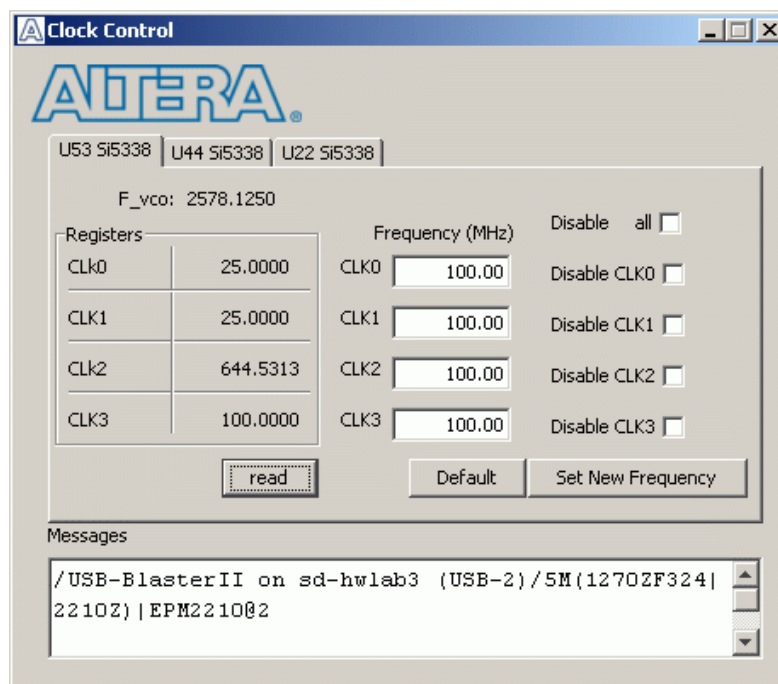 Clock Control
ALTERA®
U53 Si5338 U44 Si5338 U22 Si5338
F_vco: 2578.1250
Registers
CLk0 25.0000
CLK1 25.0000
CLk2 644.5313
CLK3 100.0000
Frequency (MHz)
CLK0 100.00
CLK1 100.00
CLK2 100.00
CLK3 100.00
Disable all
Disable CLK0
Disable CLK1
Disable CLK2
Disable CLK3
read Default Set New Frequency
Messages
/USB-BlasterII on sd-hwlab3 (USB-2)/5M(1270ZF324|
2210Z)|EPM2210@2